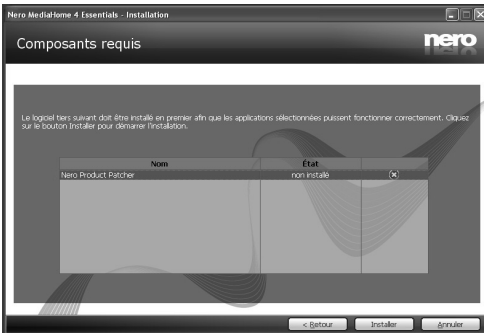 Nero MediaHome 4 Essentials - Installation
Composants requis
nero
Le logiciel tiers suivant doit être installé en premier afin que les applications sélectionnées puissent fonctionner correctement. Cliquez
sur le bouton Installer pour démarrer l'installation.
Nom État
Nero Product Patcher non installé
< Retour Installer Annuler